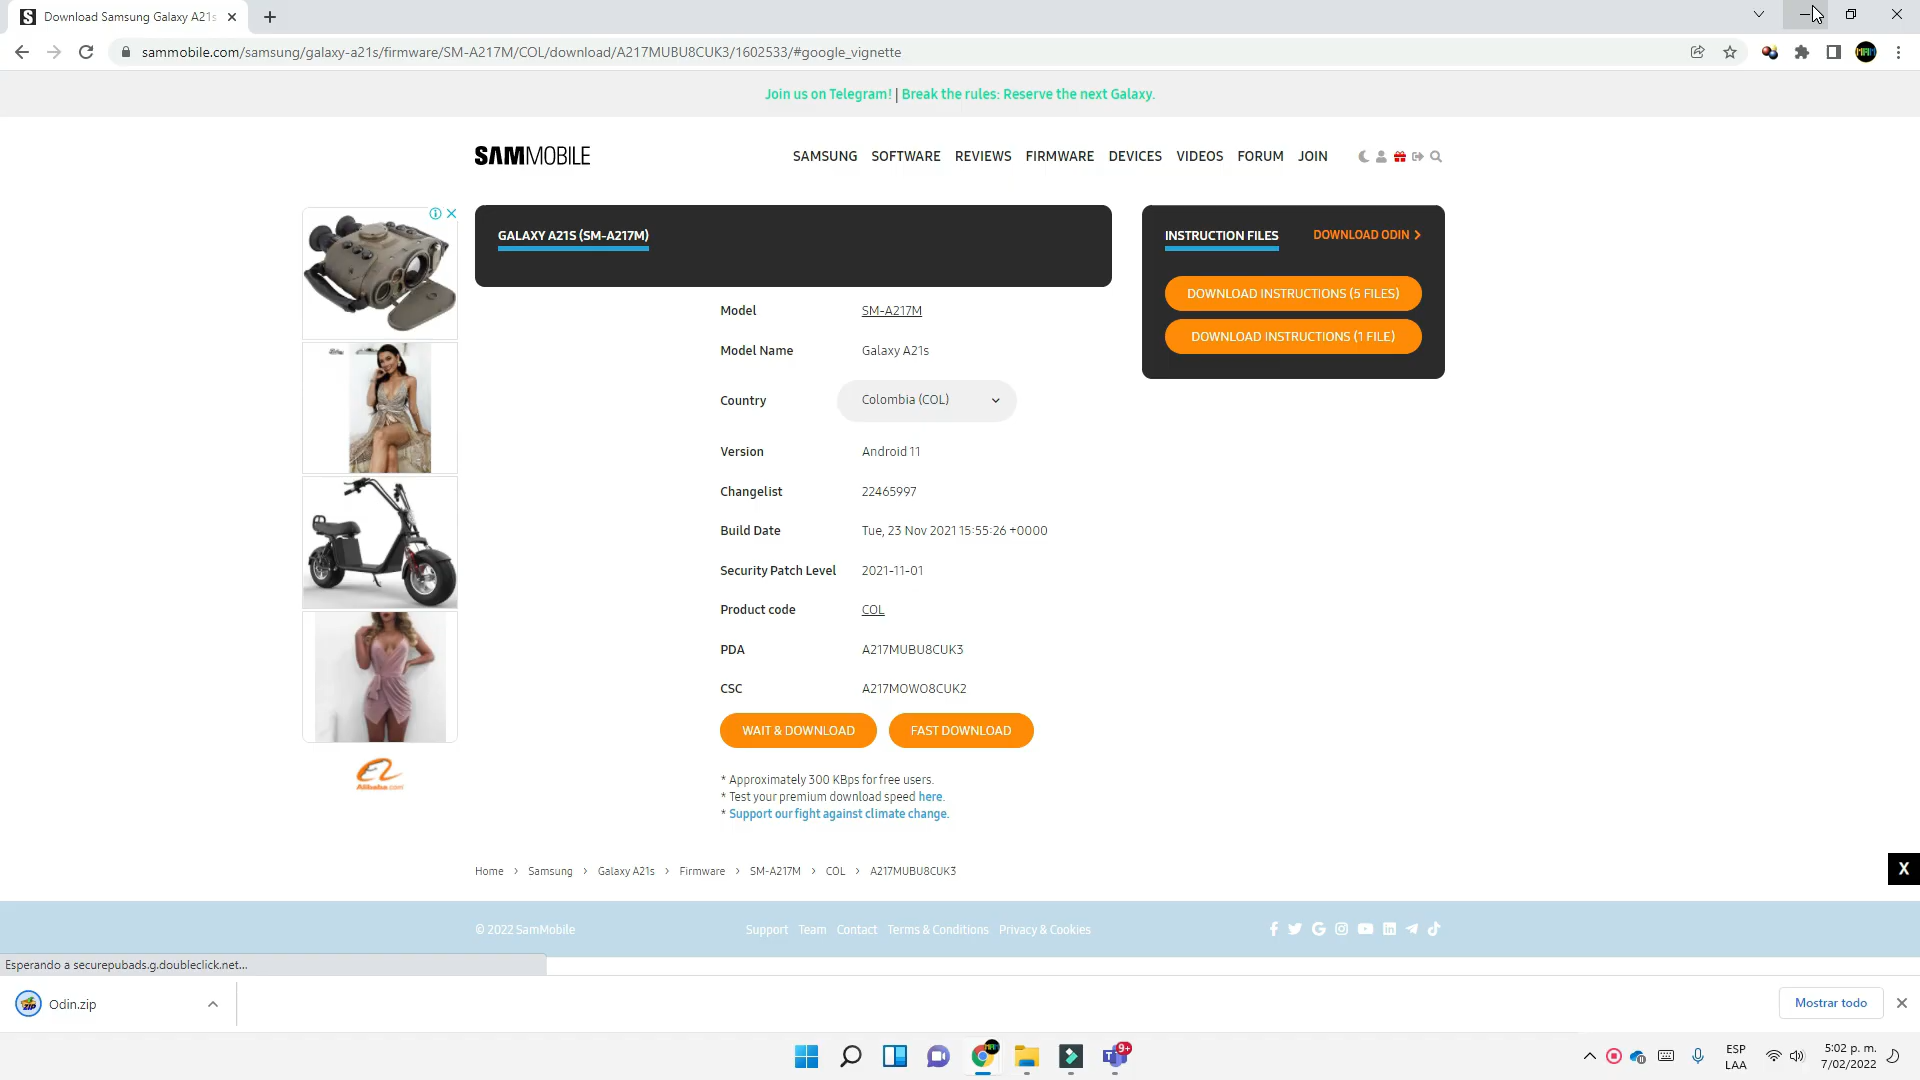 Download Samsung Galaxy A21s
sammobile.com/samsung/galaxy-a21s/firmware/SM-A217M/COL/download/A217MUBU8CUK3/1602533/#google_vignette
Join us on Telegram! | Break the rules: Reserve the next Galaxy.
SAMMOBILE
SAMSUNG SOFTWARE REVIEWS FIRMWARE DEVICES VIDEOS FORUM JOIN
GALAXY A21S (SM-A217M)
INSTRUCTION FILES
DOWNLOAD ODIN
DOWNLOAD INSTRUCTIONS (5 FILES)
DOWNLOAD INSTRUCTIONS (1 FILE)
Model SM-A217M
Model Name Galaxy A21s
Country Colombia (COL)
Version Android 11
Changelist 22465997
Build Date Tue, 23 Nov 2021 15:55:26 +0000
Security Patch Level 2021-11-01
Product code COL
PDA A217MUBU8CUK3
CSC A217MOWO8CUK2
WAIT & DOWNLOAD FAST DOWNLOAD
* Approximately 300 KBps for free users.
* Test your premium download speed here.
* Support our fight against climate change.
Alibaba.com
Home > Samsung > Galaxy A21s > Firmware > SM-A217M > COL > A217MUBU8CUK3
X
© 2022 SamMobile
Support Team Contact Terms & Conditions Privacy & Cookies
Esperando a securepubads.g.doubleclick.net...
Odin.zip
Mostrar todo
9+
ESP
LAA
5:02 p. m.
7/02/2022